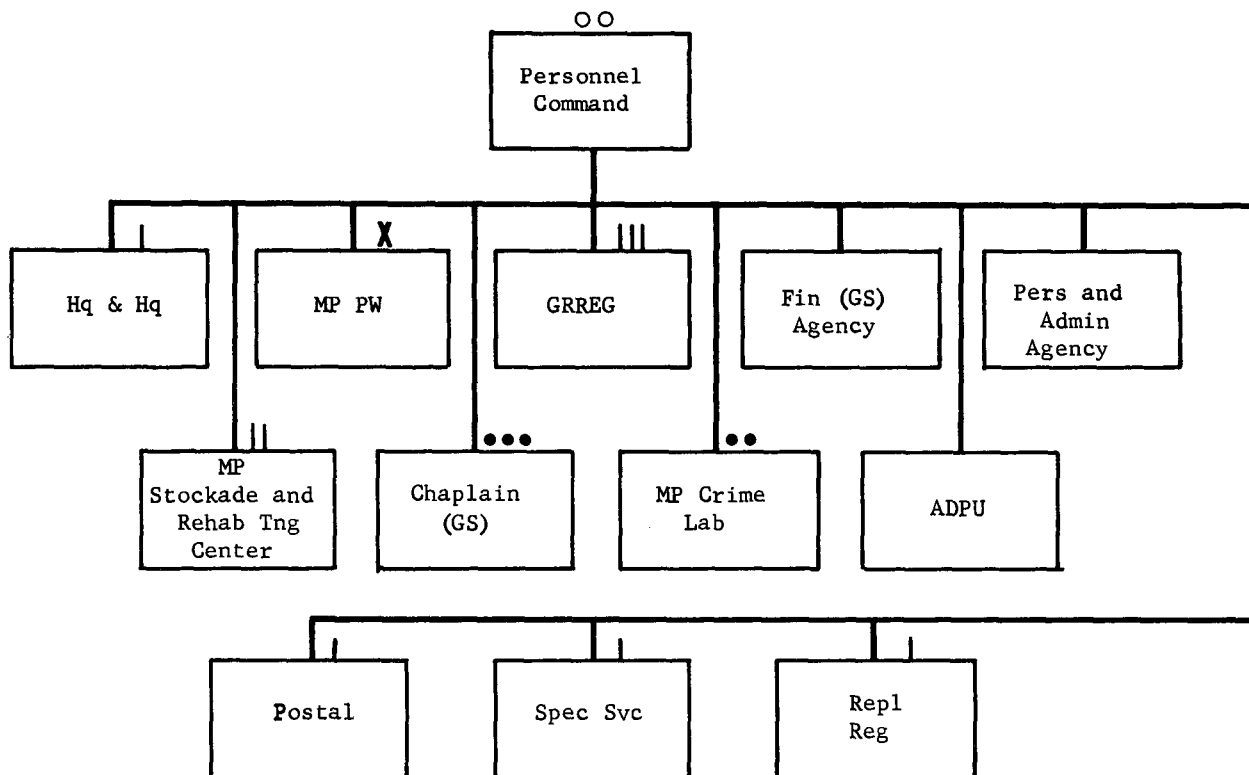 Personnel
Command
Hq & Hq
MP PW
X
GRREG
Fin (GS)
Agency
Pers and
Admin
Agency
MP
Stockade and
Rehab Tng
Center
Chaplain
(GS)
MP Crime
Lab
ADPU
Postal
Spec Svc
Repl
Reg